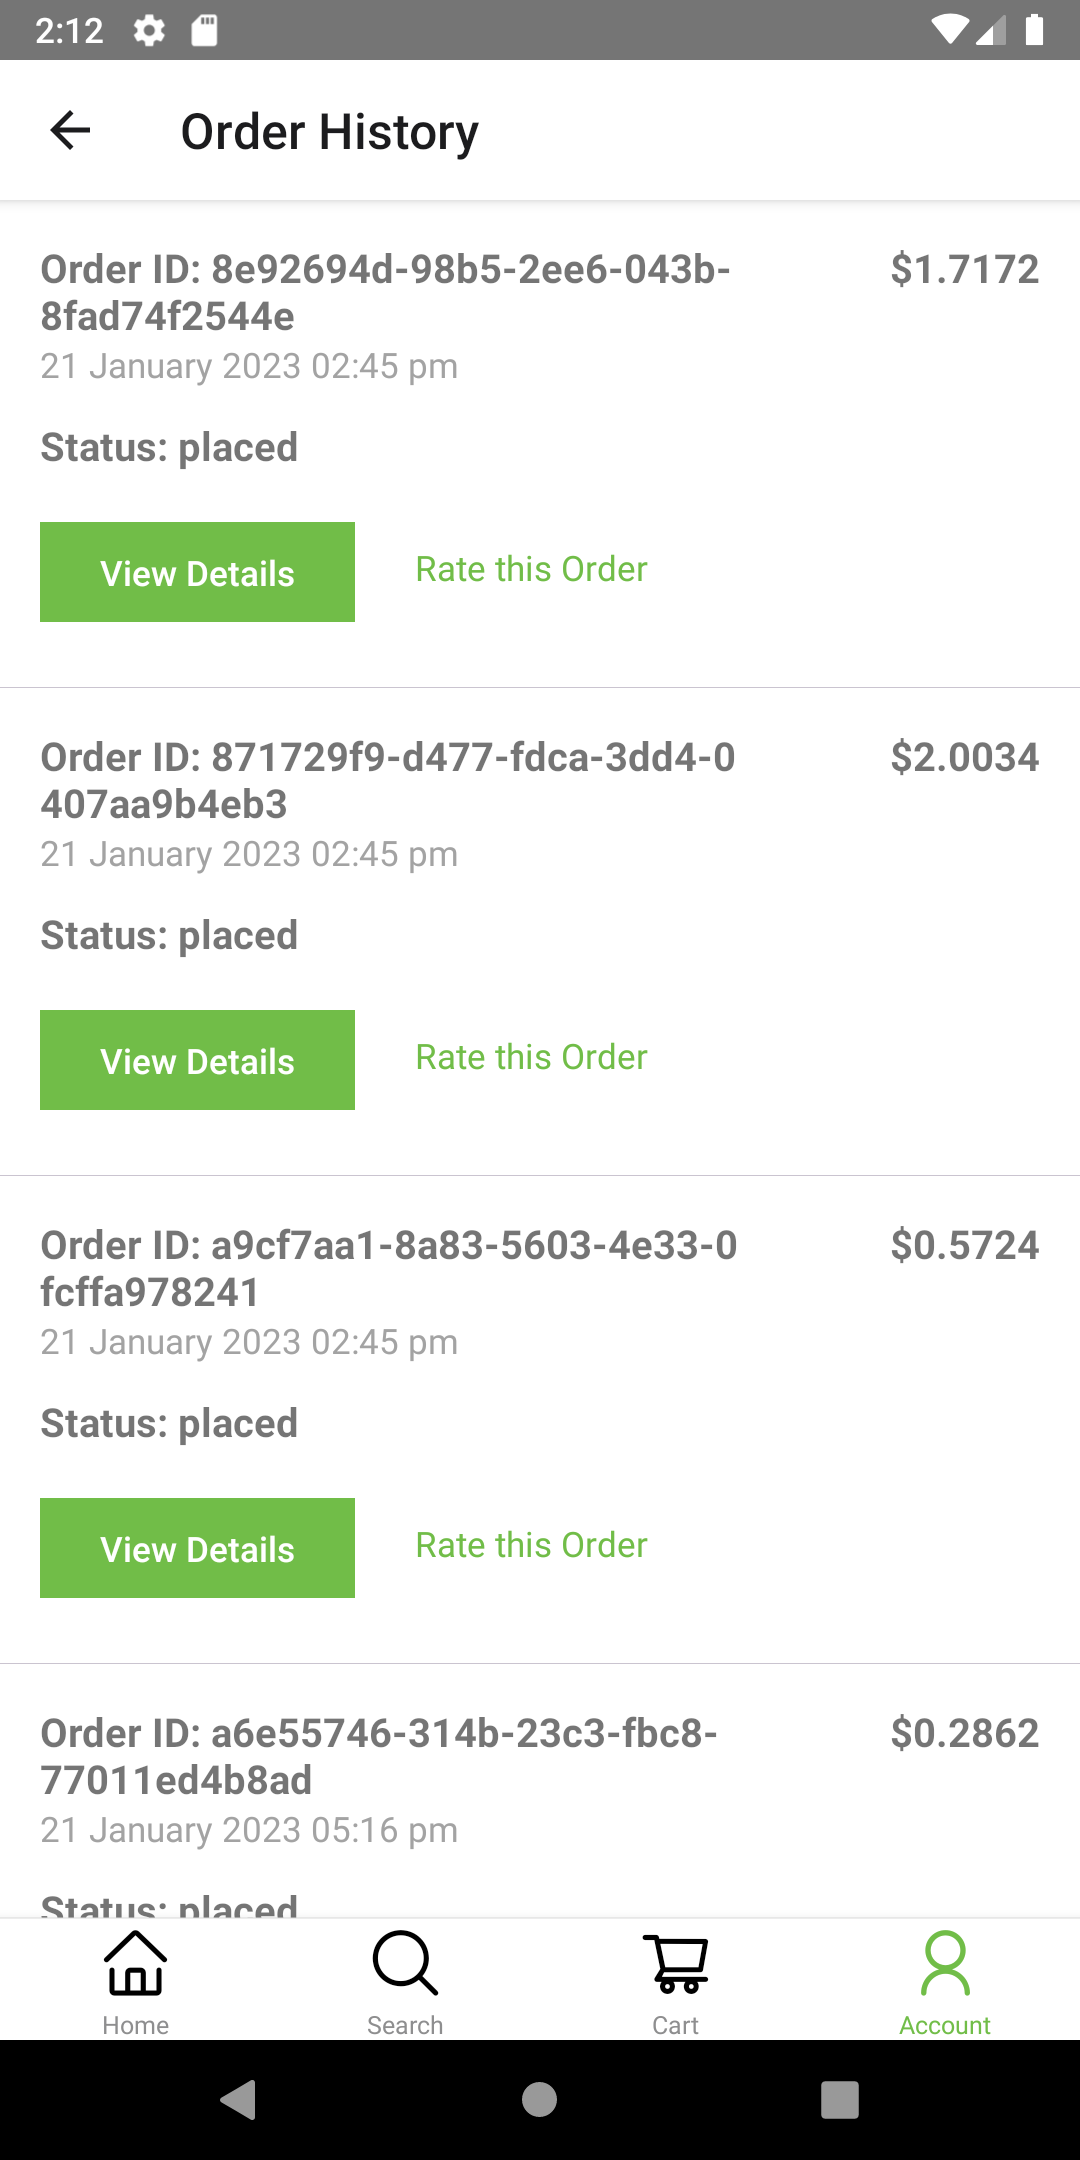 2:12
Order History
Order ID: 8e92694d-98b5-2ee6-043b-
8fad74f2544e
$1.7172
21 January 2023 02:45 pm
Status: placed
View Details
Rate this Order
Order ID: 871729f9-d477-fdca-3dd4-0
407aa9b4eb3
$2.0034
21 January 2023 02:45 pm
Status: placed
View Details
Rate this Order
Order ID: a9cf7aa1-8a83-5603-4e33-0
fcffa978241
$0.5724
21 January 2023 02:45 pm
Status: placed
View Details
Rate this Order
Order ID: a6e55746-314b-23c3-fbc8-
77011ed4b8ad
$0.2862
21 January 2023 05:16 pm
Status: placed
Home
Search
Cart
Account